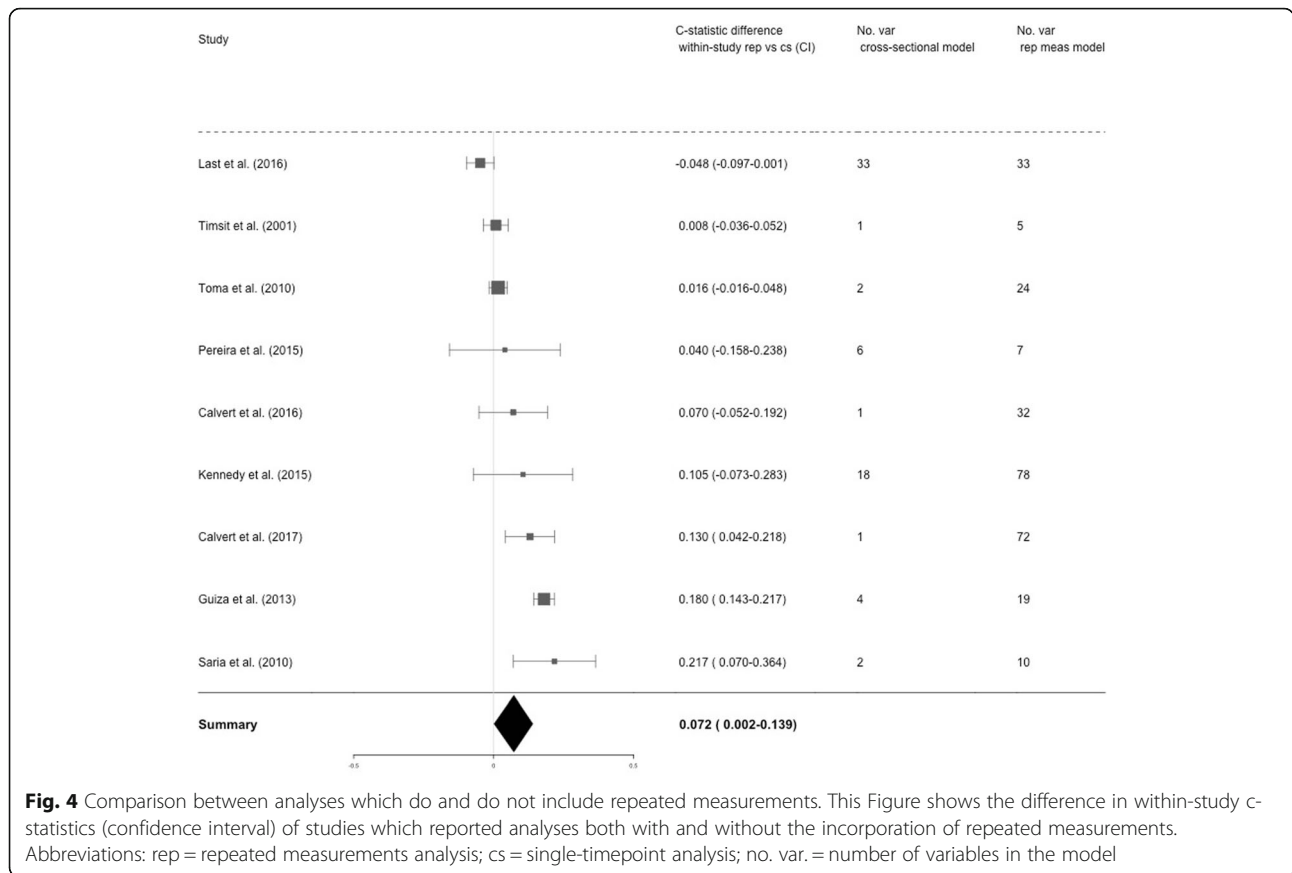 Study
C-statistic difference
within-study rep vs cs (CI)
No. var
cross-sectional model
No. var
rep meas model
Last et al. (2016) -0.048 (-0.097-0.001) 33 33
Timsit et al. (2001) 0.008 (-0.036-0.052) 1 5
Toma et al. (2010) 0.016 (-0.016-0.048) 2 24
Pereira et al. (2015) 0.040 (-0.158-0.238) 6 7
Calvert et al. (2016) 0.070 (-0.052-0.192) 1 32
Kennedy et al. (2015) 0.105 (-0.073-0.283) 18 78
Calvert et al. (2017) 0.130 ( 0.042-0.218) 1 72
Guiza et al. (2013) 0.180 ( 0.143-0.217) 4 19
Saria et al. (2010) 0.217 ( 0.070-0.364) 2 10
Summary 0.072 ( 0.002-0.139)
-0.5 0 0.5
Fig. 4 Comparison between analyses which do and do not include repeated measurements. This Figure shows the difference in within-study c-
statistics (confidence interval) of studies which reported analyses both with and without the incorporation of repeated measurements.
Abbreviations: rep = repeated measurements analysis; cs = single-timepoint analysis; no. var. = number of variables in the model